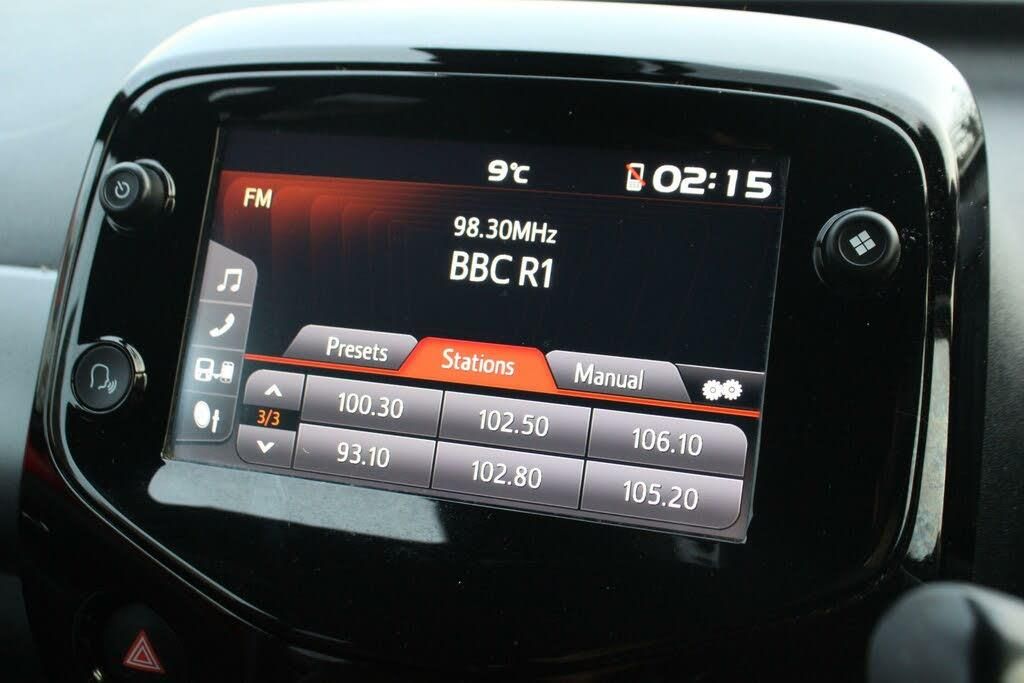 9°c 02:15
FM
98.30MHz
BBC R1
Presets Stations Manual
3/3
100.30 102.50 106.10
93.10 102.80 105.20